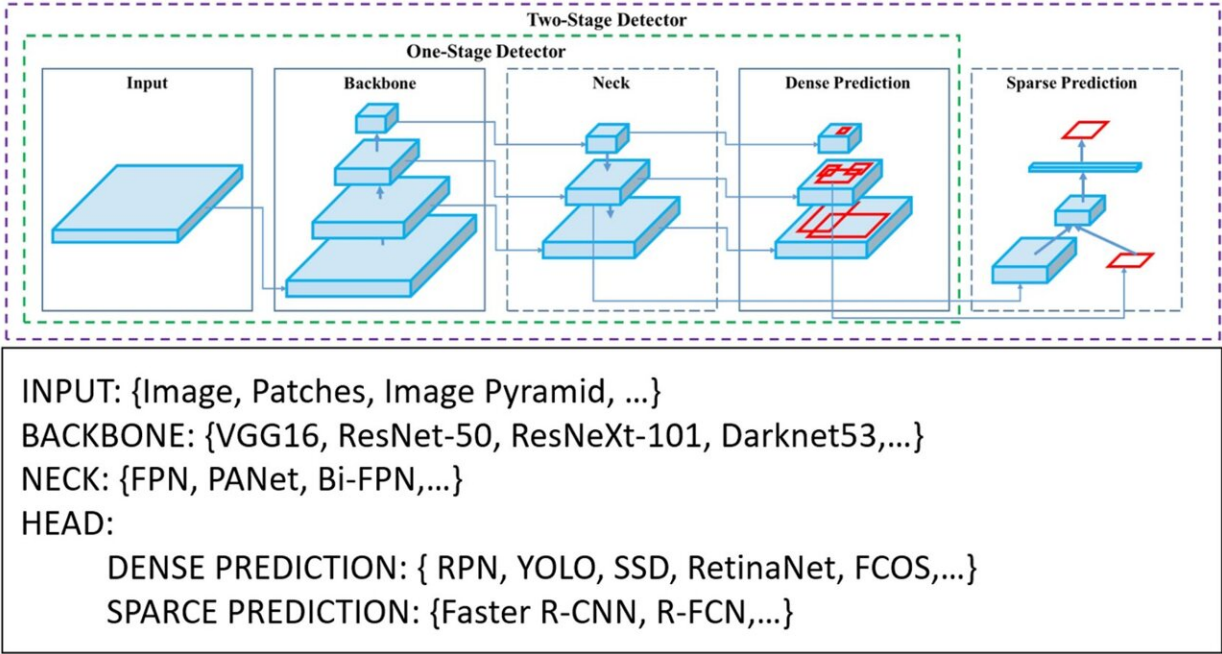 Two-Stage Detector
One-Stage Detector
Input
Backbone
Neck
Dense Prediction
Sparse Prediction
INPUT: {Image, Patches, Image Pyramid, ...}
BACKBONE: {VGG16, ResNet-50, ResNeXt-101, Darknet53,...}
NECK: {FPN, PANet, Bi-FPN,...}
HEAD:
DENSE PREDICTION: { RPN, YOLO, SSD, RetinaNet, FCOS,...}
SPARCE PREDICTION: {Faster R-CNN, R-FCN,...}